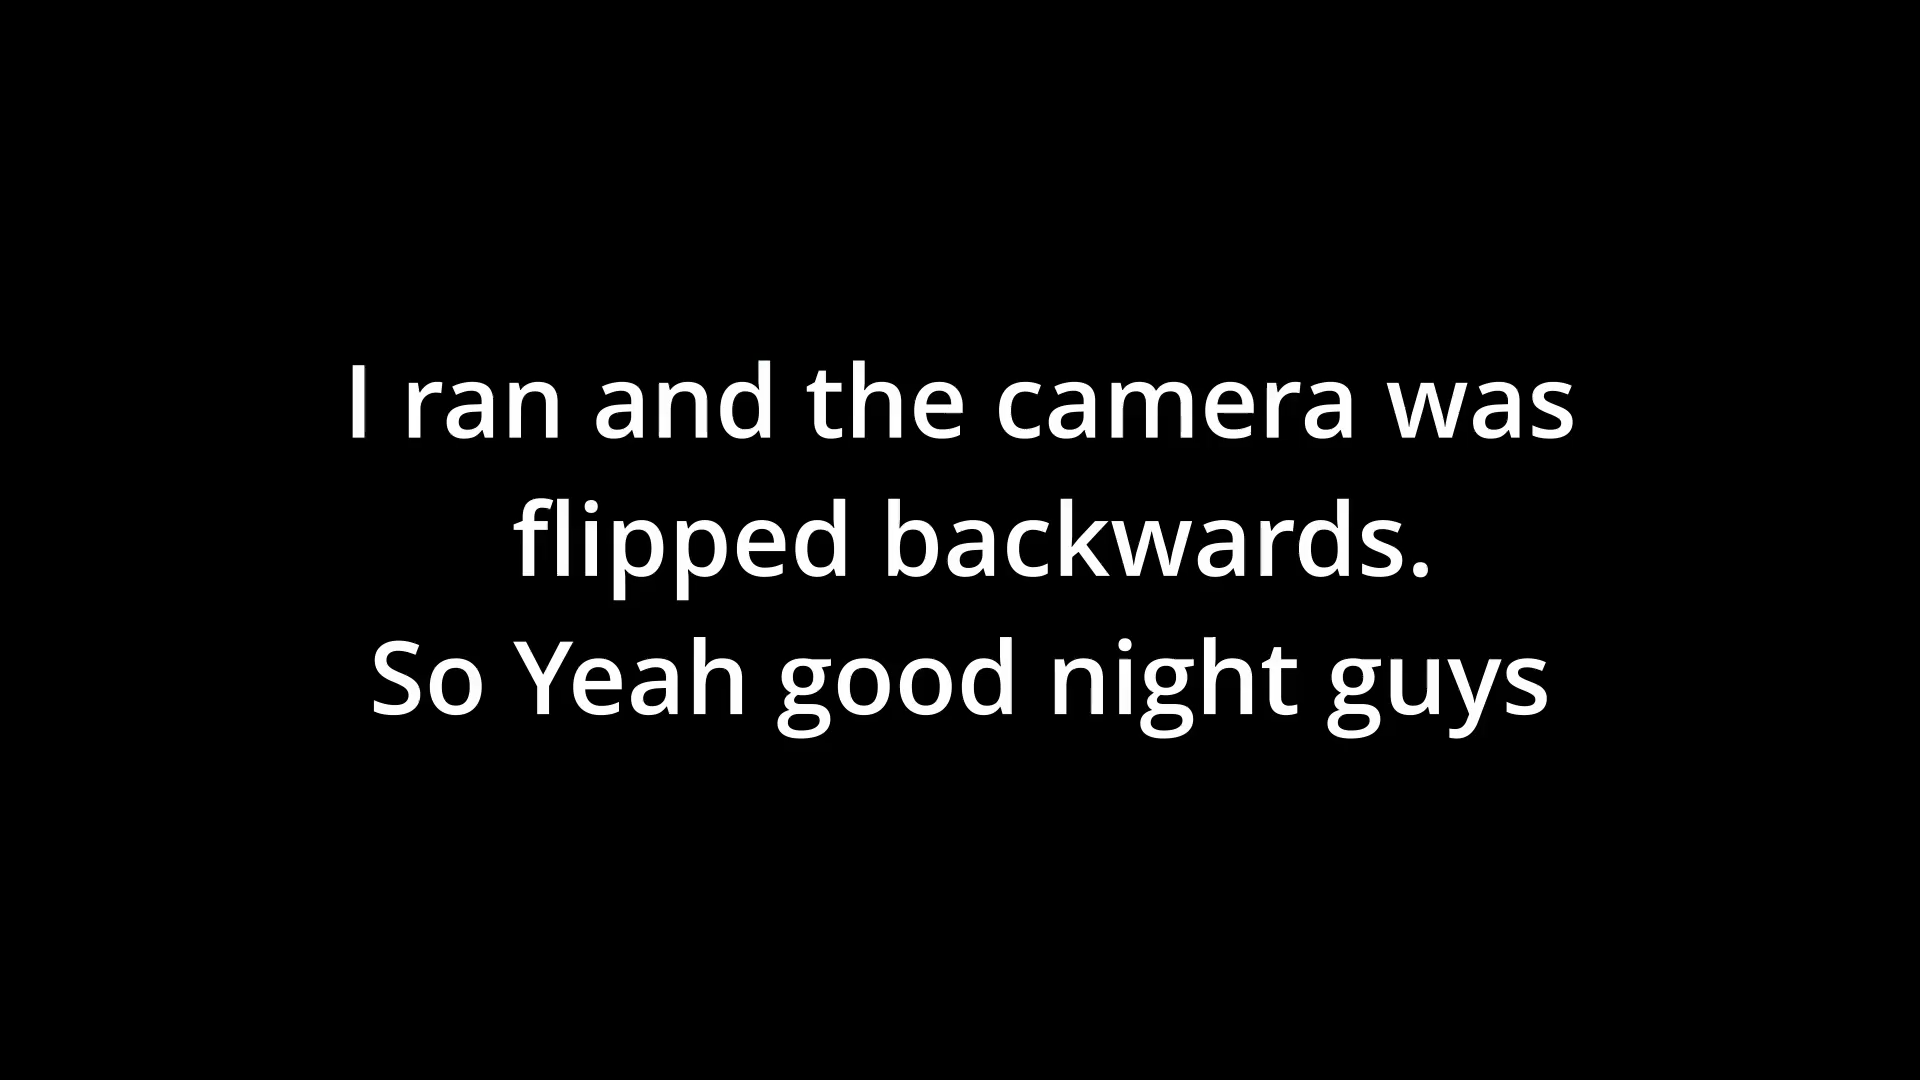 I ran and the camera was
flipped backwards.
So Yeah good night guys